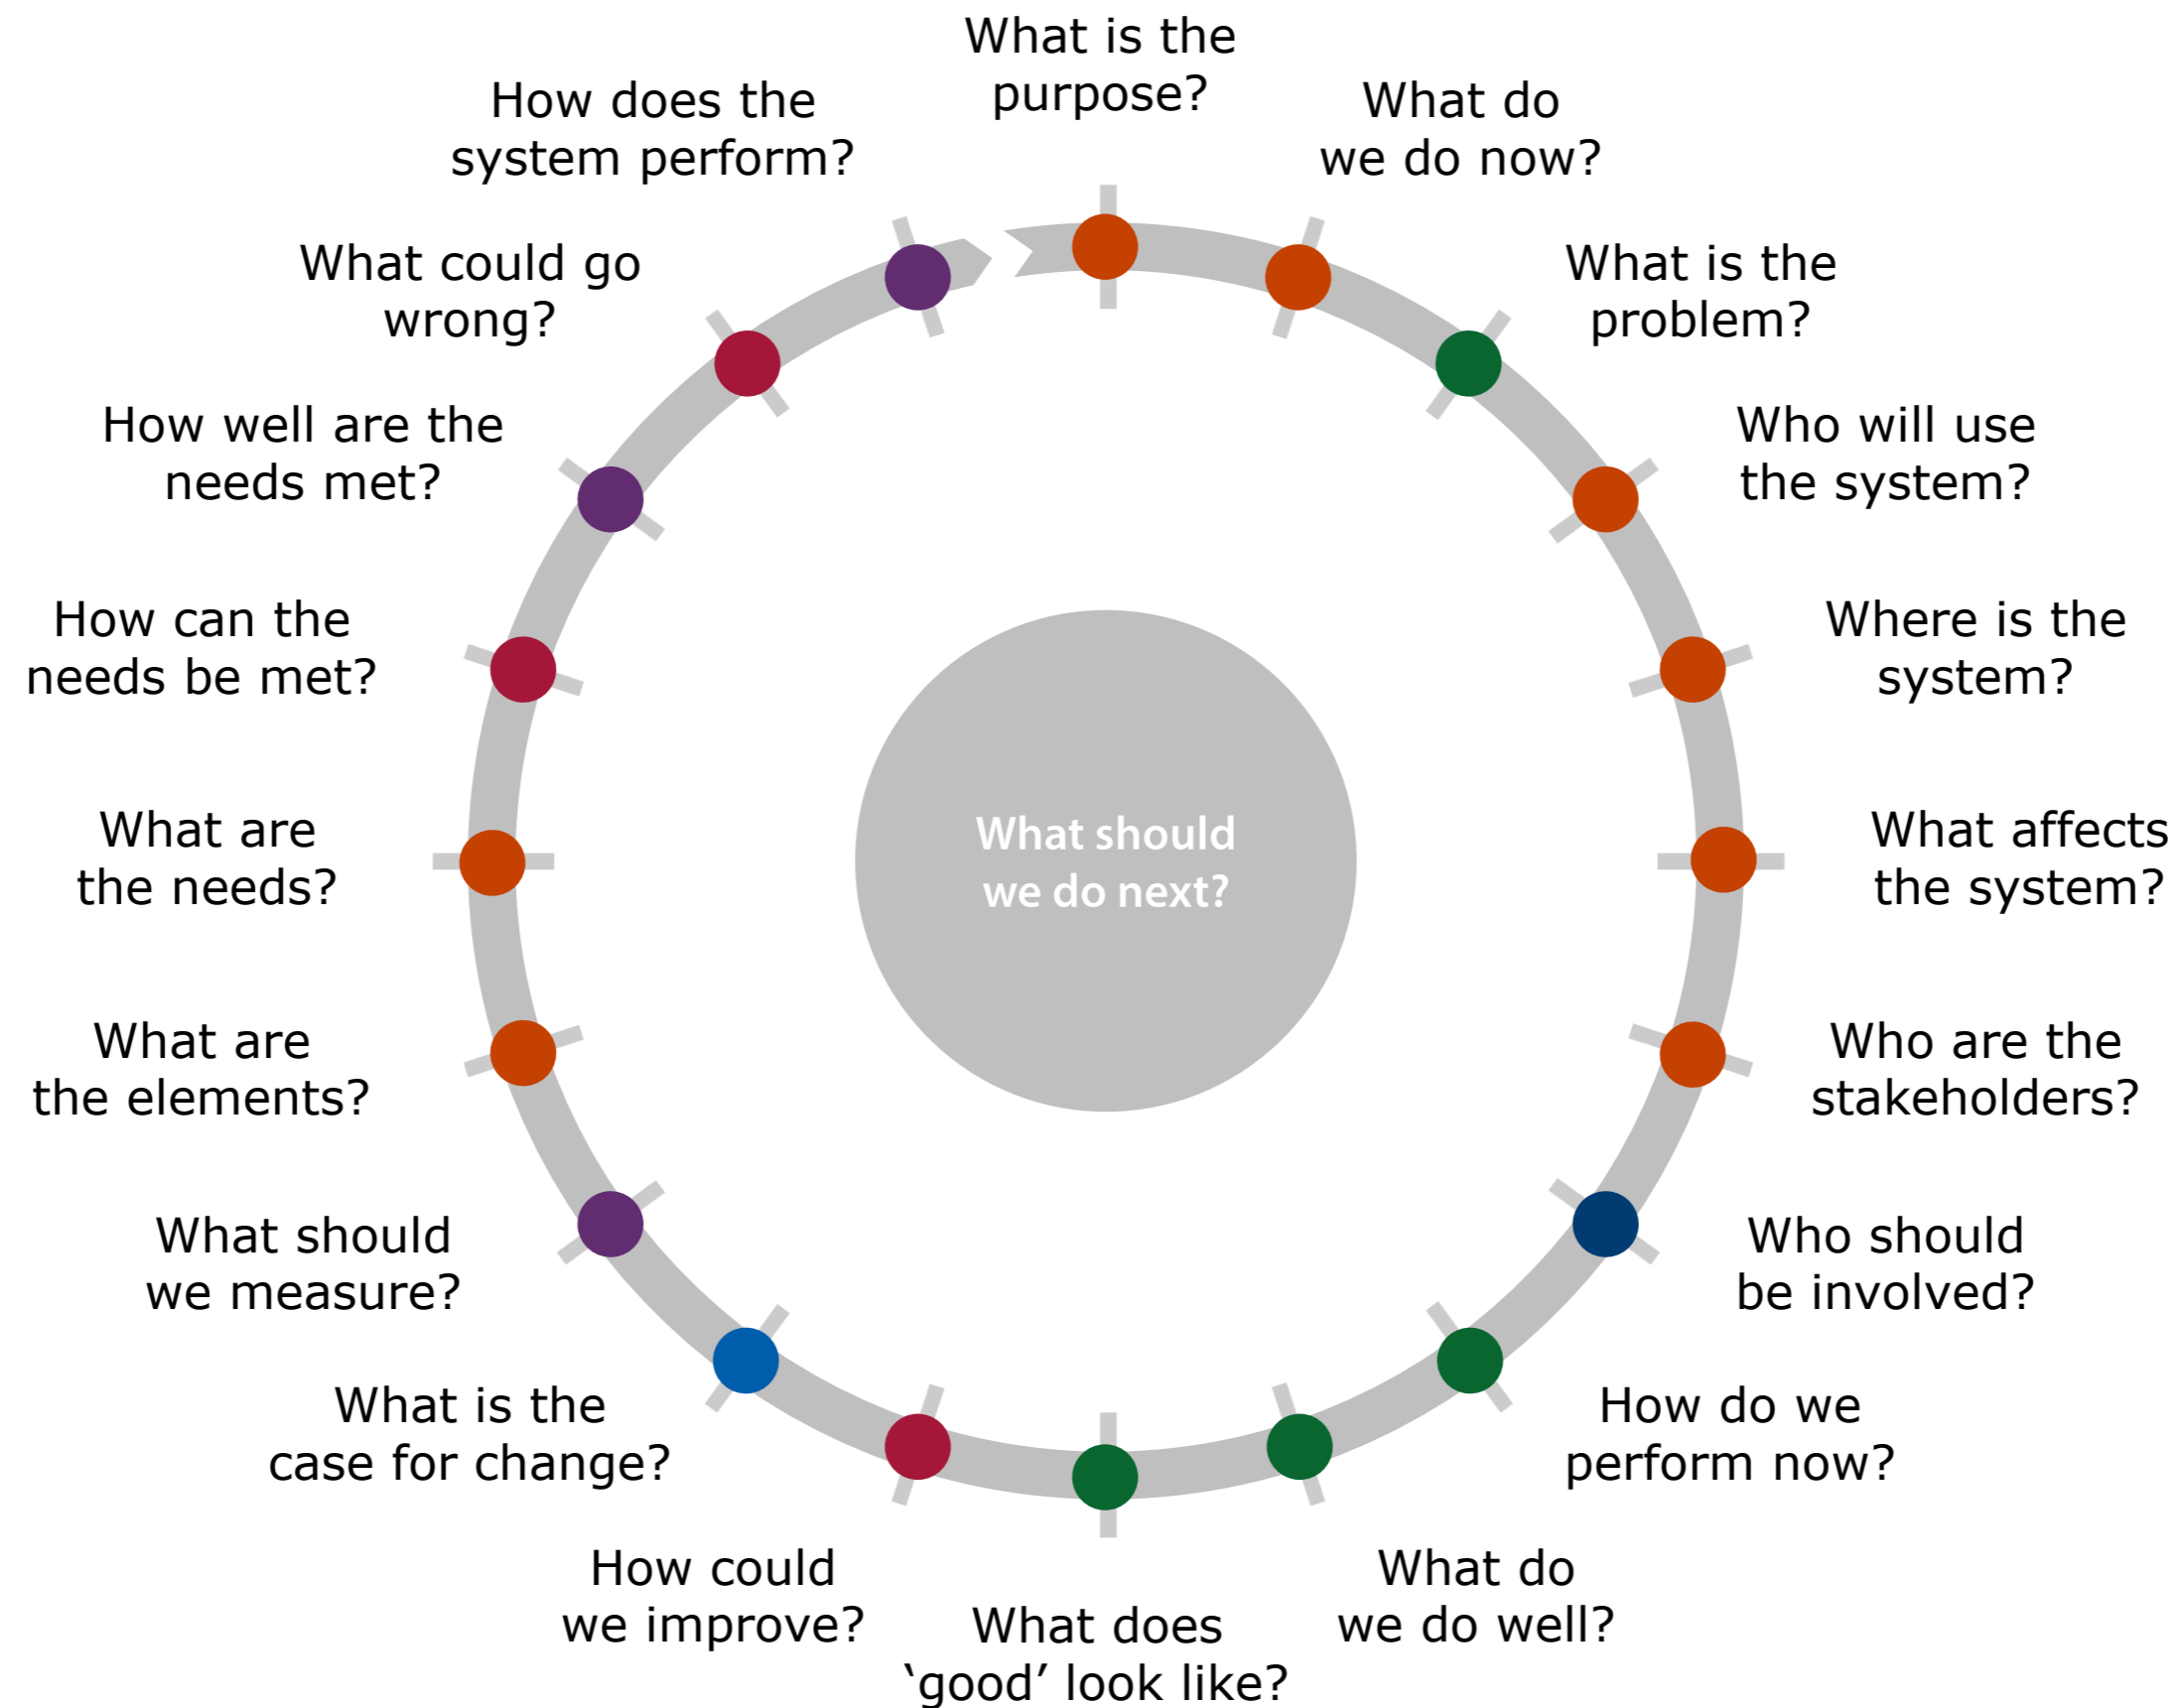 What is the
purpose?
What do
we do now?
What is the
problem?
Who will use
the system?
Where is the
system?
What affects
the system?
Who are the
stakeholders?
Who should
be involved?
How do we
perform now?
What do
we do well?
What does
‘good’ look like?
How could
we improve?
What is the
case for change?
What should
we measure?
What are
the elements?
What are
the needs?
How can the
needs be met?
How well are the
needs met?
What could go
wrong?
How does the
system perform?
What should
we do next?